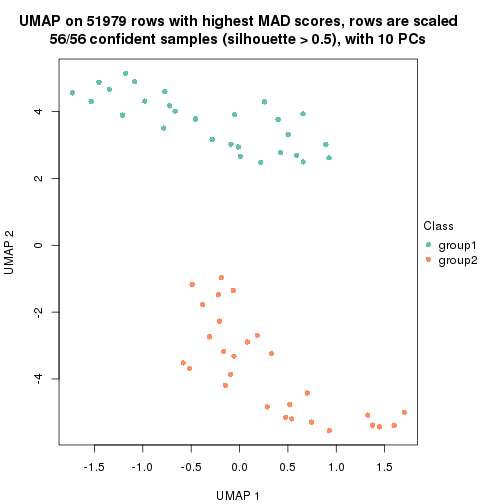 UMAP on 51979 rows with highest MAD scores, rows are scaled
56/56 confident samples (silhouette > 0.5), with 10 PCs
4
2
0
-2
-4
UMAP 2
Class
group1
group2
-1.5 -1.0 -0.5 0.0 0.5 1.0 1.5
UMAP 1